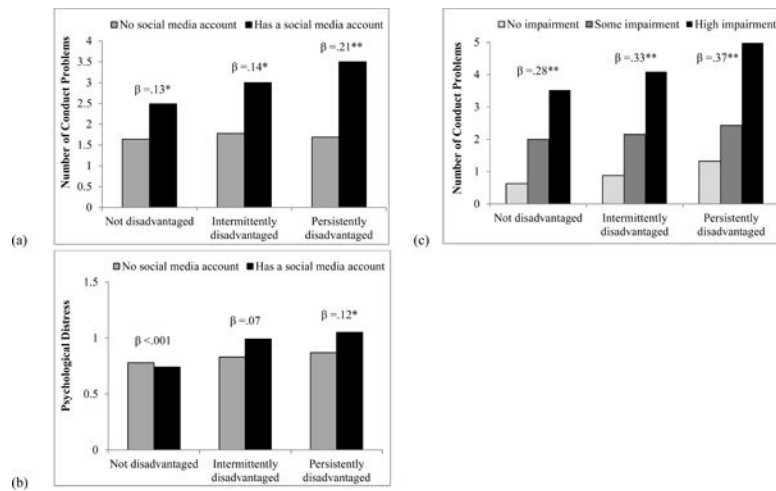 (a)
No social media account Has a social media account
Number of Conduct Problems
4
3.5
3
2.5
2
1.5
1
0.5
0
β =.13*
β =.14*
β =.21**
Not disadvantaged Intermittently disadvantaged Persistently disadvantaged
(b)
No social media account Has a social media account
Psychological Distress
1.5
1
0.5
0
β <.001
β =.07
β =.12*
Not disadvantaged Intermittently disadvantaged Persistently disadvantaged
(c)
No impairment Some impairment High impairment
Number of Conduct Problems
5
4
3
2
1
0
β =.28**
β =.33**
β =.37**
Not disadvantaged Intermittently disadvantaged Persistently disadvantaged